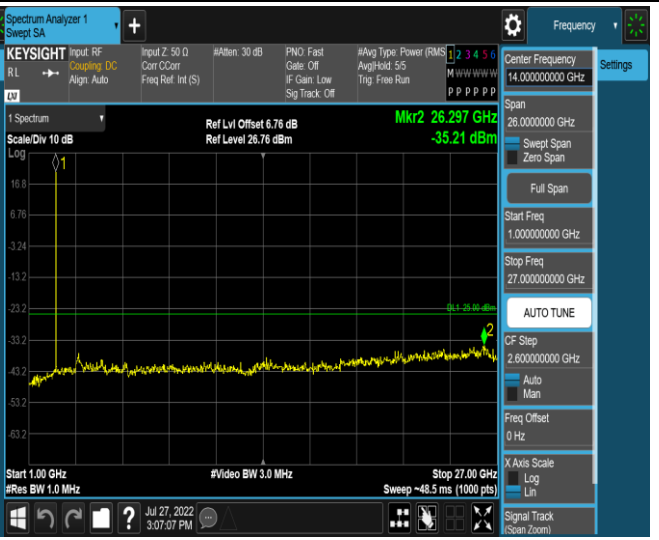 Spectrum Analyzer 1
Swept SA
Frequency
KEYSIGHT
Input: RF
Input Z: 50 Ω
#Atten: 30 dB
PNO: Fast
#Avg Type: Power (RMS
1 2 3 4 5 6
RL
Coupling: DC
Corr CCorr
Gate: Off
Avg|Hold: 5/5
M W W W W W
Align: Auto
Freq Ref: Int (S)
IF Gain: Low
Trig: Free Run
Sig Track: Off
P P P P P P
LXI
1 Spectrum
Ref Lvl Offset 6.76 dB
Mkr2 26.297 GHz
Scale/Div 10 dB
Ref Level 26.76 dBm
-35.21 dBm
Log
1
16.8
6.76
-3.24
-13.2
-23.2
DL1 -25.00 dBm
-33.2
2
-43.2
-53.2
-63.2
Start 1.00 GHz
#Video BW 3.0 MHz
Stop 27.00 GHz
#Res BW 1.0 MHz
Sweep ~48.5 ms (1000 pts)
?
Jul 27, 2022
3:07:07 PM
Center Frequency
14.000000000 GHz
Settings
Span
26.0000000 GHz
Swept Span
Zero Span
Full Span
Start Freq
1.000000000 GHz
Stop Freq
27.000000000 GHz
AUTO TUNE
CF Step
2.600000000 GHz
Auto
Man
Freq Offset
0 Hz
X Axis Scale
Log
Lin
Signal Track
(Span Zoom)